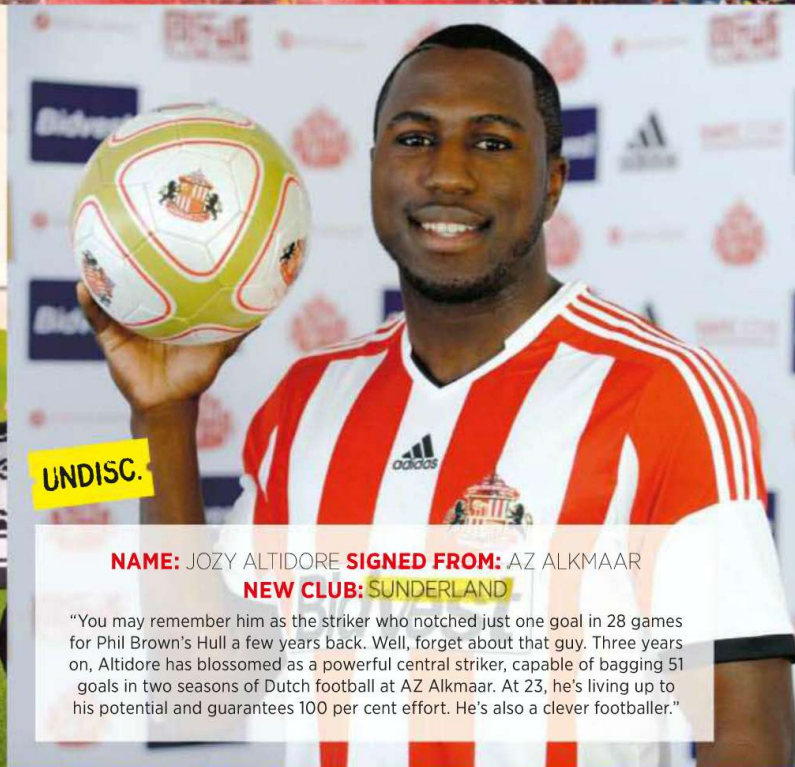 Bidvest
Bidvest
adidas
UNDISC.
NAME: JOZY ALTIDORE SIGNED FROM: AZ ALKMAAR
NEW CLUB: SUNDERLAND
“You may remember him as the striker who notched just one goal in 28 games
for Phil Brown’s Hull a few years back. Well, forget about that guy. Three years
on, Altidore has blossomed as a powerful central striker, capable of bagging 51
goals in two seasons of Dutch football at AZ Alkmaar. At 23, he’s living up to
his potential and guarantees 100 per cent effort. He’s also a clever footballer.”